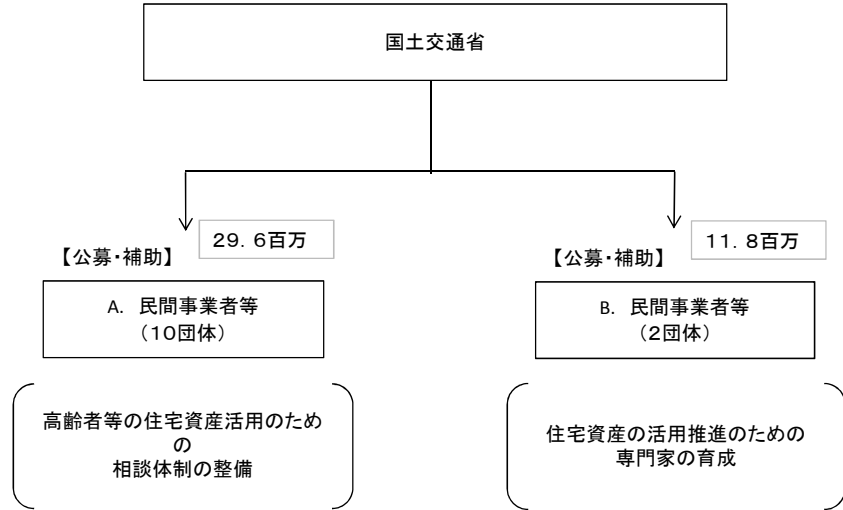 国土交通省
29.6百万
【公募・補助】
A. 民間事業者等
（10団体）
高齢者等の住宅資産活用のため
の
相談体制の整備
11.8百万
【公募・補助】
B. 民間事業者等
（2団体）
住宅資産の活用推進のための
専門家の育成